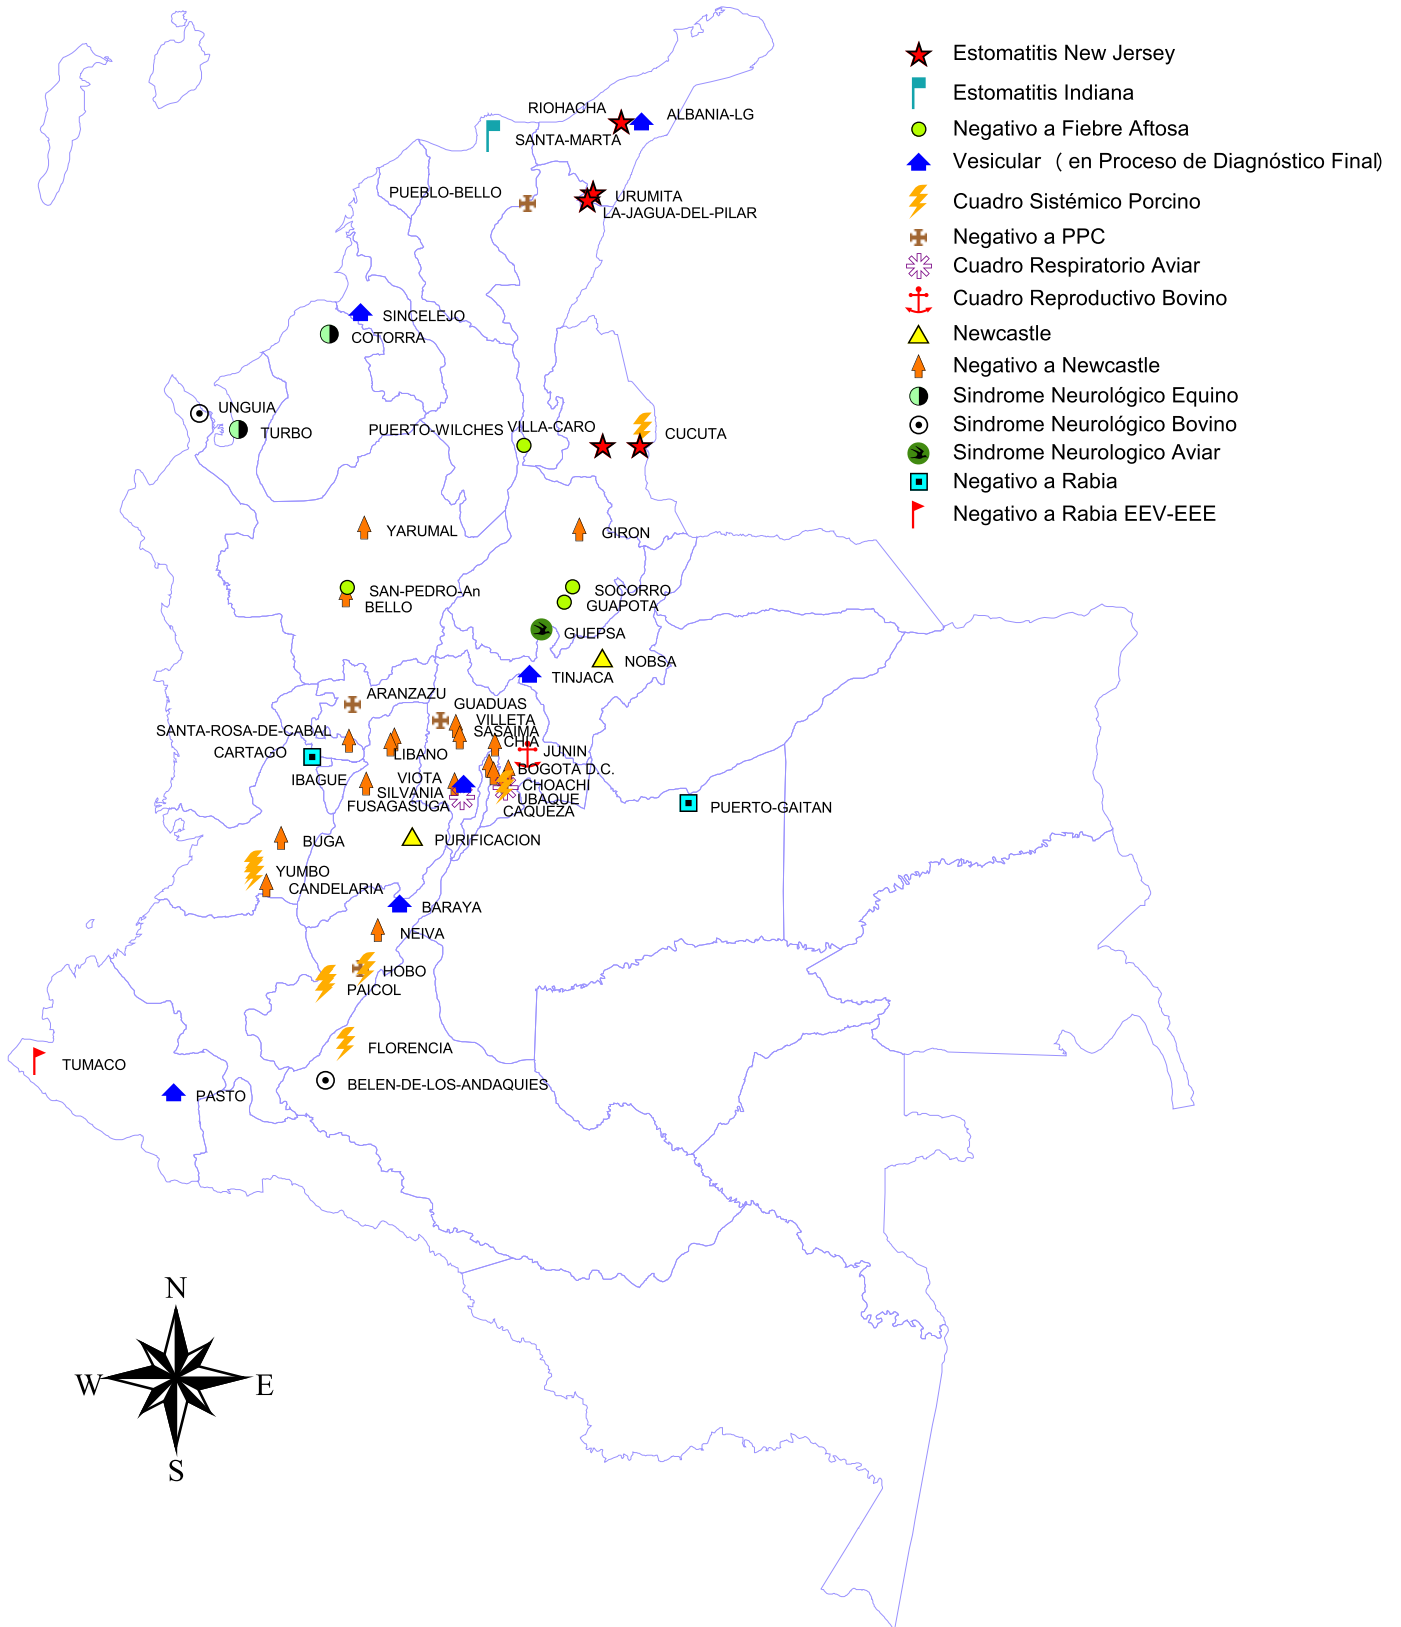 Estomatitis New Jersey
Estomatitis Indiana
Negativo a Fiebre Aftosa
Vesicular ( en Proceso de Diagnóstico Final)
Cuadro Sistémico Porcino
Negativo a PPC
Cuadro Respiratorio Aviar
Cuadro Reproductivo Bovino
Newcastle
Negativo a Newcastle
Sindrome Neurológico Equino
Sindrome Neurológico Bovino
Sindrome Neurologico Aviar
Negativo a Rabia
Negativo a Rabia EEV-EEE
RIOHACHA
ALBANIA-LG
SANTA-MARTA
PUEBLO-BELLO
URUMITA
LA-JAGUA-DEL-PILAR
SINCELEJO
COTORRA
UNGUIA
TURBO
PUERTO-WILCHES
VILLA-CARO
CUCUTA
YARUMAL
GIRON
SAN-PEDRO-An
BELLO
SOCORRO
GUAPOTA
GUEPSA
NOBSA
TINJACA
ARANZAZU
GUADUAS
VILLETA
SANTA-ROSA-DE-CABAL
SASAIMA
CHIA
CARTAGO
LIBANO
JUNIN
IBAGUE
VIOTA
BOGOTA D.C.
CHOACHI
SILVANIA
UBAQUE
FUSAGASUGA
CAQUEZA
PUERTO-GAITAN
BUGA
PURIFICACION
YUMBO
CANDELARIA
BARAYA
NEIVA
HOBO
PAICOL
FLORENCIA
TUMACO
BELEN-DE-LOS-ANDAQUIES
PASTO
N
W
E
S